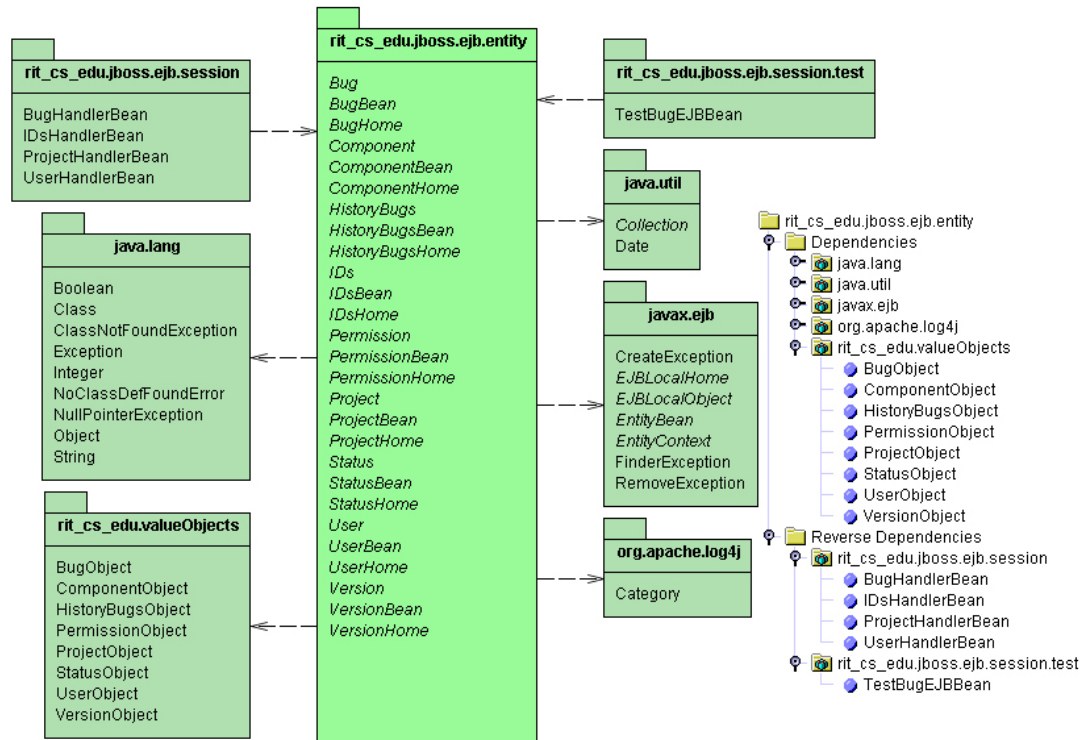 rit_cs_edu.jboss.ejb.session
BugHandlerBean
IDsHandlerBean
ProjectHandlerBean
UserHandlerBean
java.lang
Boolean
Class
ClassNotFoundException
Exception
Integer
NoClassDefFoundError
NullPointerException
Object
String
rit_cs_edu.valueObjects
BugObject
ComponentObject
HistoryBugsObject
PermissionObject
ProjectObject
StatusObject
UserObject
VersionObject
rit_cs_edu.jboss.ejb.entity
Bug
BugBean
BugHome
Component
ComponentBean
ComponentHome
HistoryBugs
HistoryBugsBean
HistoryBugsHome
IDs
IDsBean
IDsHome
Permission
PermissionBean
PermissionHome
Project
ProjectBean
ProjectHome
Status
StatusBean
StatusHome
User
UserBean
UserHome
Version
VersionBean
VersionHome
rit_cs_edu.jboss.ejb.session.test
TestBugEJBBean
java.util
Collection
Date
javax.ejb
CreateException
EJBLocalHome
EJBLocalObject
EntityBean
EntityContext
FinderException
RemoveException
org.apache.log4j
Category
rit_cs_edu.jboss.ejb.entity
Dependencies
java.lang
java.util
javax.ejb
org.apache.log4j
rit_cs_edu.valueObjects
BugObject
ComponentObject
HistoryBugsObject
PermissionObject
ProjectObject
StatusObject
UserObject
VersionObject
Reverse Dependencies
rit_cs_edu.jboss.ejb.session
BugHandlerBean
IDsHandlerBean
ProjectHandlerBean
UserHandlerBean
rit_cs_edu.jboss.ejb.session.test
TestBugEJBBean